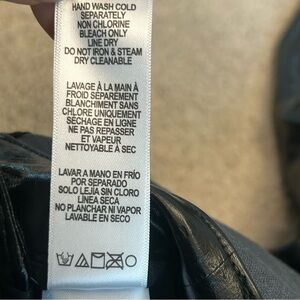 HAND WASH COLD
SEPARATELY
NON CHLORINE
BLEACH ONLY
LINE DRY
DO NOT IRON & STEAM
DRY CLEANABLE
LAVAGE À LA MAIN À
FROID SÉPAREMENT
BLANCHIMENT SANS
CHLORE UNIQUEMENT
SÉCHAGE EN LIGNE
NE PAS REPASSER
ET VAPEUR
NETTOYABLE A SEC
LAVAR A MANO EN FRÍO
POR SEPARADO
SOLO LEJÍA SIN CLORO
LINEA SECA
NO PLANCHAR NI VAPOR
LAVABLE EN SECO